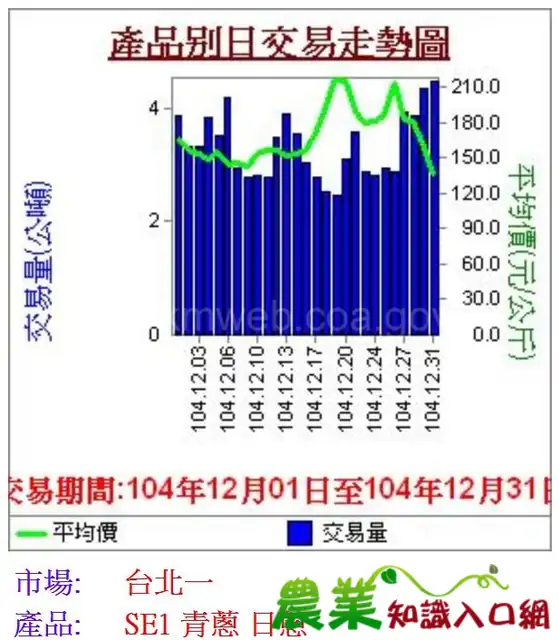 產品別日交易走勢圖
交易量(公噸)
4
2
0
平均價(元/公斤)
210.0
180.0
150.0
120.0
90.0
60.0
30.0
0.0
kmweb.coa.gov
104.12.03
104.12.06
104.12.10
104.12.13
104.12.17
104.12.20
104.12.24
104.12.27
104.12.31
交易期間:104年12月01日至104年12月31日
平均價 交易量
市場: 台北一
產品: SE1 青蔥 日蔥
農業知識入口網